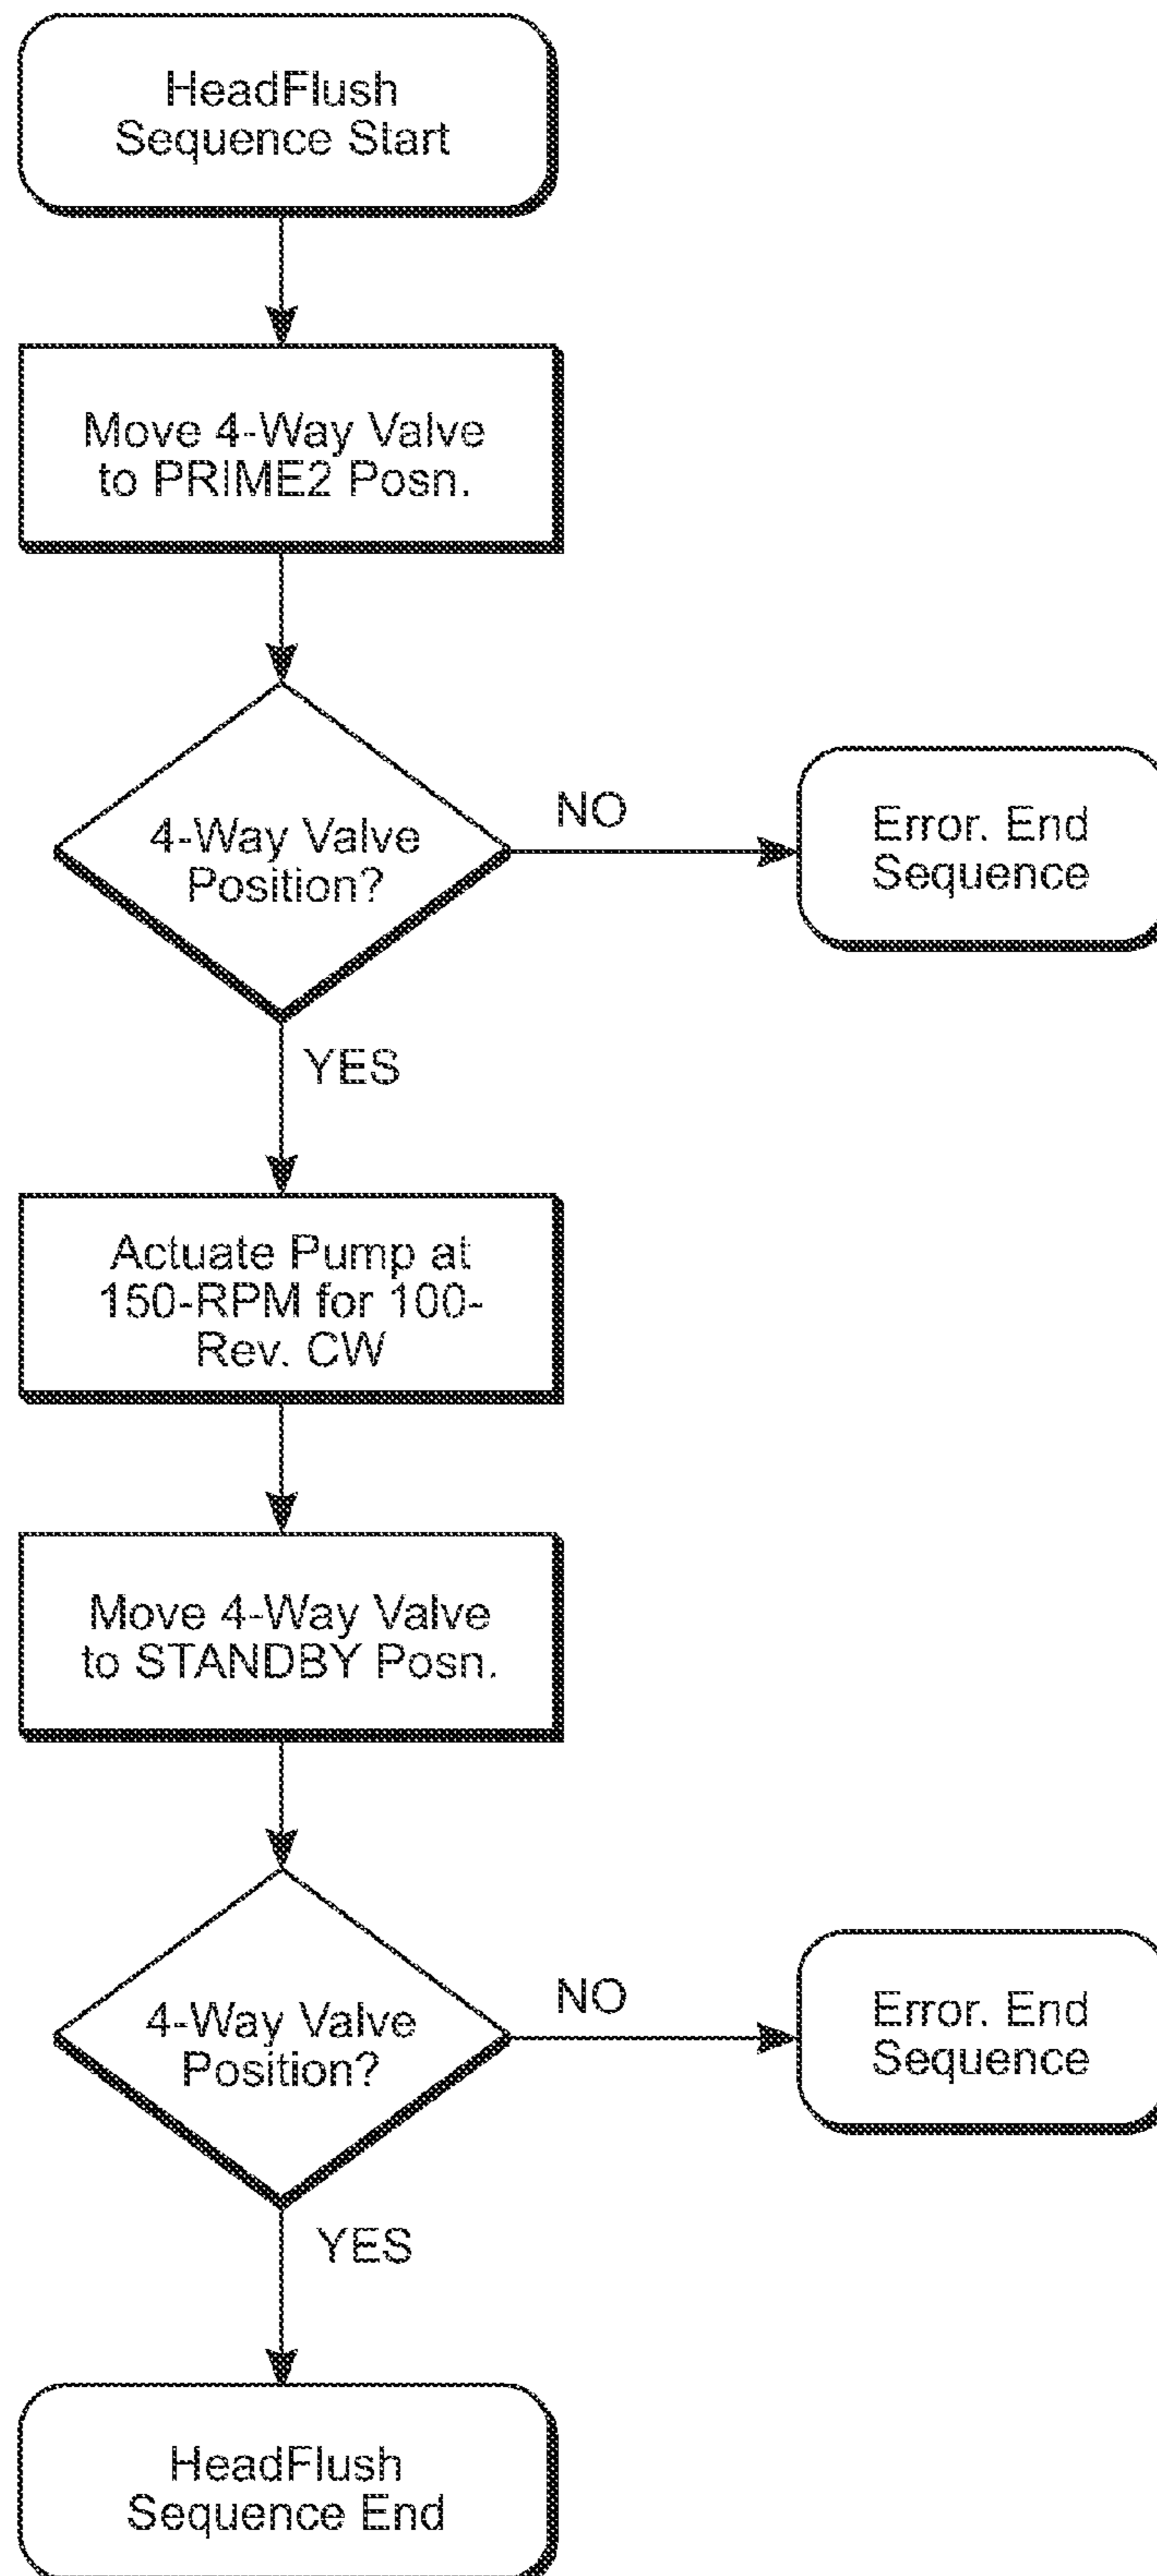 HeadFlush
Sequence Start
Move 4-Way Valve
to PRIME2 Posn.
4-Way Valve
Position?
NO
Error. End
Sequence
YES
Actuate Pump at
150-RPM for 100-
Rev. CW
Move 4-Way Valve
to STANDBY Posn.
4-Way Valve
Position?
NO
Error. End
Sequence
YES
HeadFlush
Sequence End